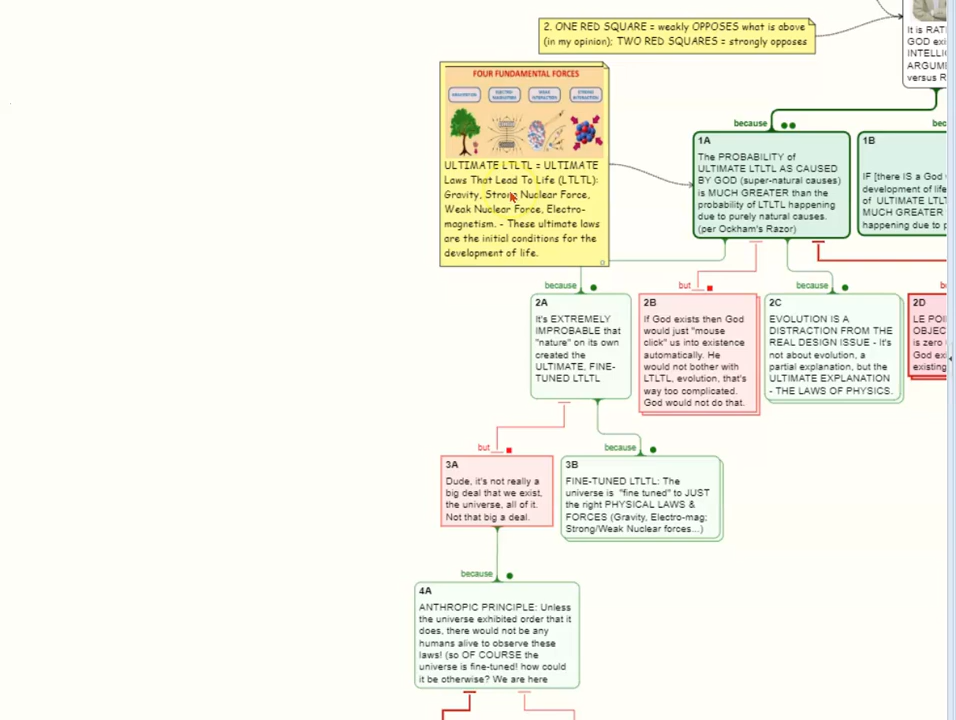 2. ONE RED SQUARE = weakly OPPOSES what is above
(in my opinion); TWO RED SQUARES = strongly opposes
It is RAT
GOD exi
INTELLI
ARGUME
versus R
FOUR FUNDAMENTAL FORCES
ULTIMATE LTLTL = ULTIMATE
Laws That Lead To Life (LTLTL):
Gravity, Strong Nuclear Force,
Weak Nuclear Force, Electro-
magnetism. - These ultimate laws
are the initial conditions for the
development of life.
because
1A
The PROBABILITY of
ULTIMATE LTLTL AS CAUSED
BY GOD (super-natural causes)
is MUCH GREATER than the
probability of LTLTL happening
due to purely natural causes.
(per Ockham's Razor)
bec
1B
IF [there IS a God
development of life
of ULTIMATE LTLT
MUCH GREATER
happening due to p
because
2A
It's EXTREMELY
IMPROBABLE that
"nature" on its own
created the
ULTIMATE, FINE-
TUNED LTLTL
but
2B
If God exists then God
would just "mouse
click" us into existence
automatically. He
would not bother with
LTLTL, evolution, that's
way too complicated.
God would not do that.
because
2C
EVOLUTION IS A
DISTRACTION FROM THE
REAL DESIGN ISSUE - It's
not about evolution, a
partial explanation, but the
ULTIMATE EXPLANATION
- THE LAWS OF PHYSICS.
2D
LE POI
OBJEC
is zero
God ex
existing
but
3A
Dude, it's not really a
big deal that we exist,
the universe, all of it.
Not that big a deal.
because
3B
FINE-TUNED LTLTL: The
universe is "fine tuned" to JUST
the right PHYSICAL LAWS &
FORCES (Gravity, Electro-mag;
Strong/Weak Nuclear forces...)
because
4A
ANTHROPIC PRINCIPLE: Unless
the universe exhibited order that it
does, there would not be any
humans alive to observe these
laws! (so OF COURSE the
universe is fine-tuned! how could
it be otherwise? We are here